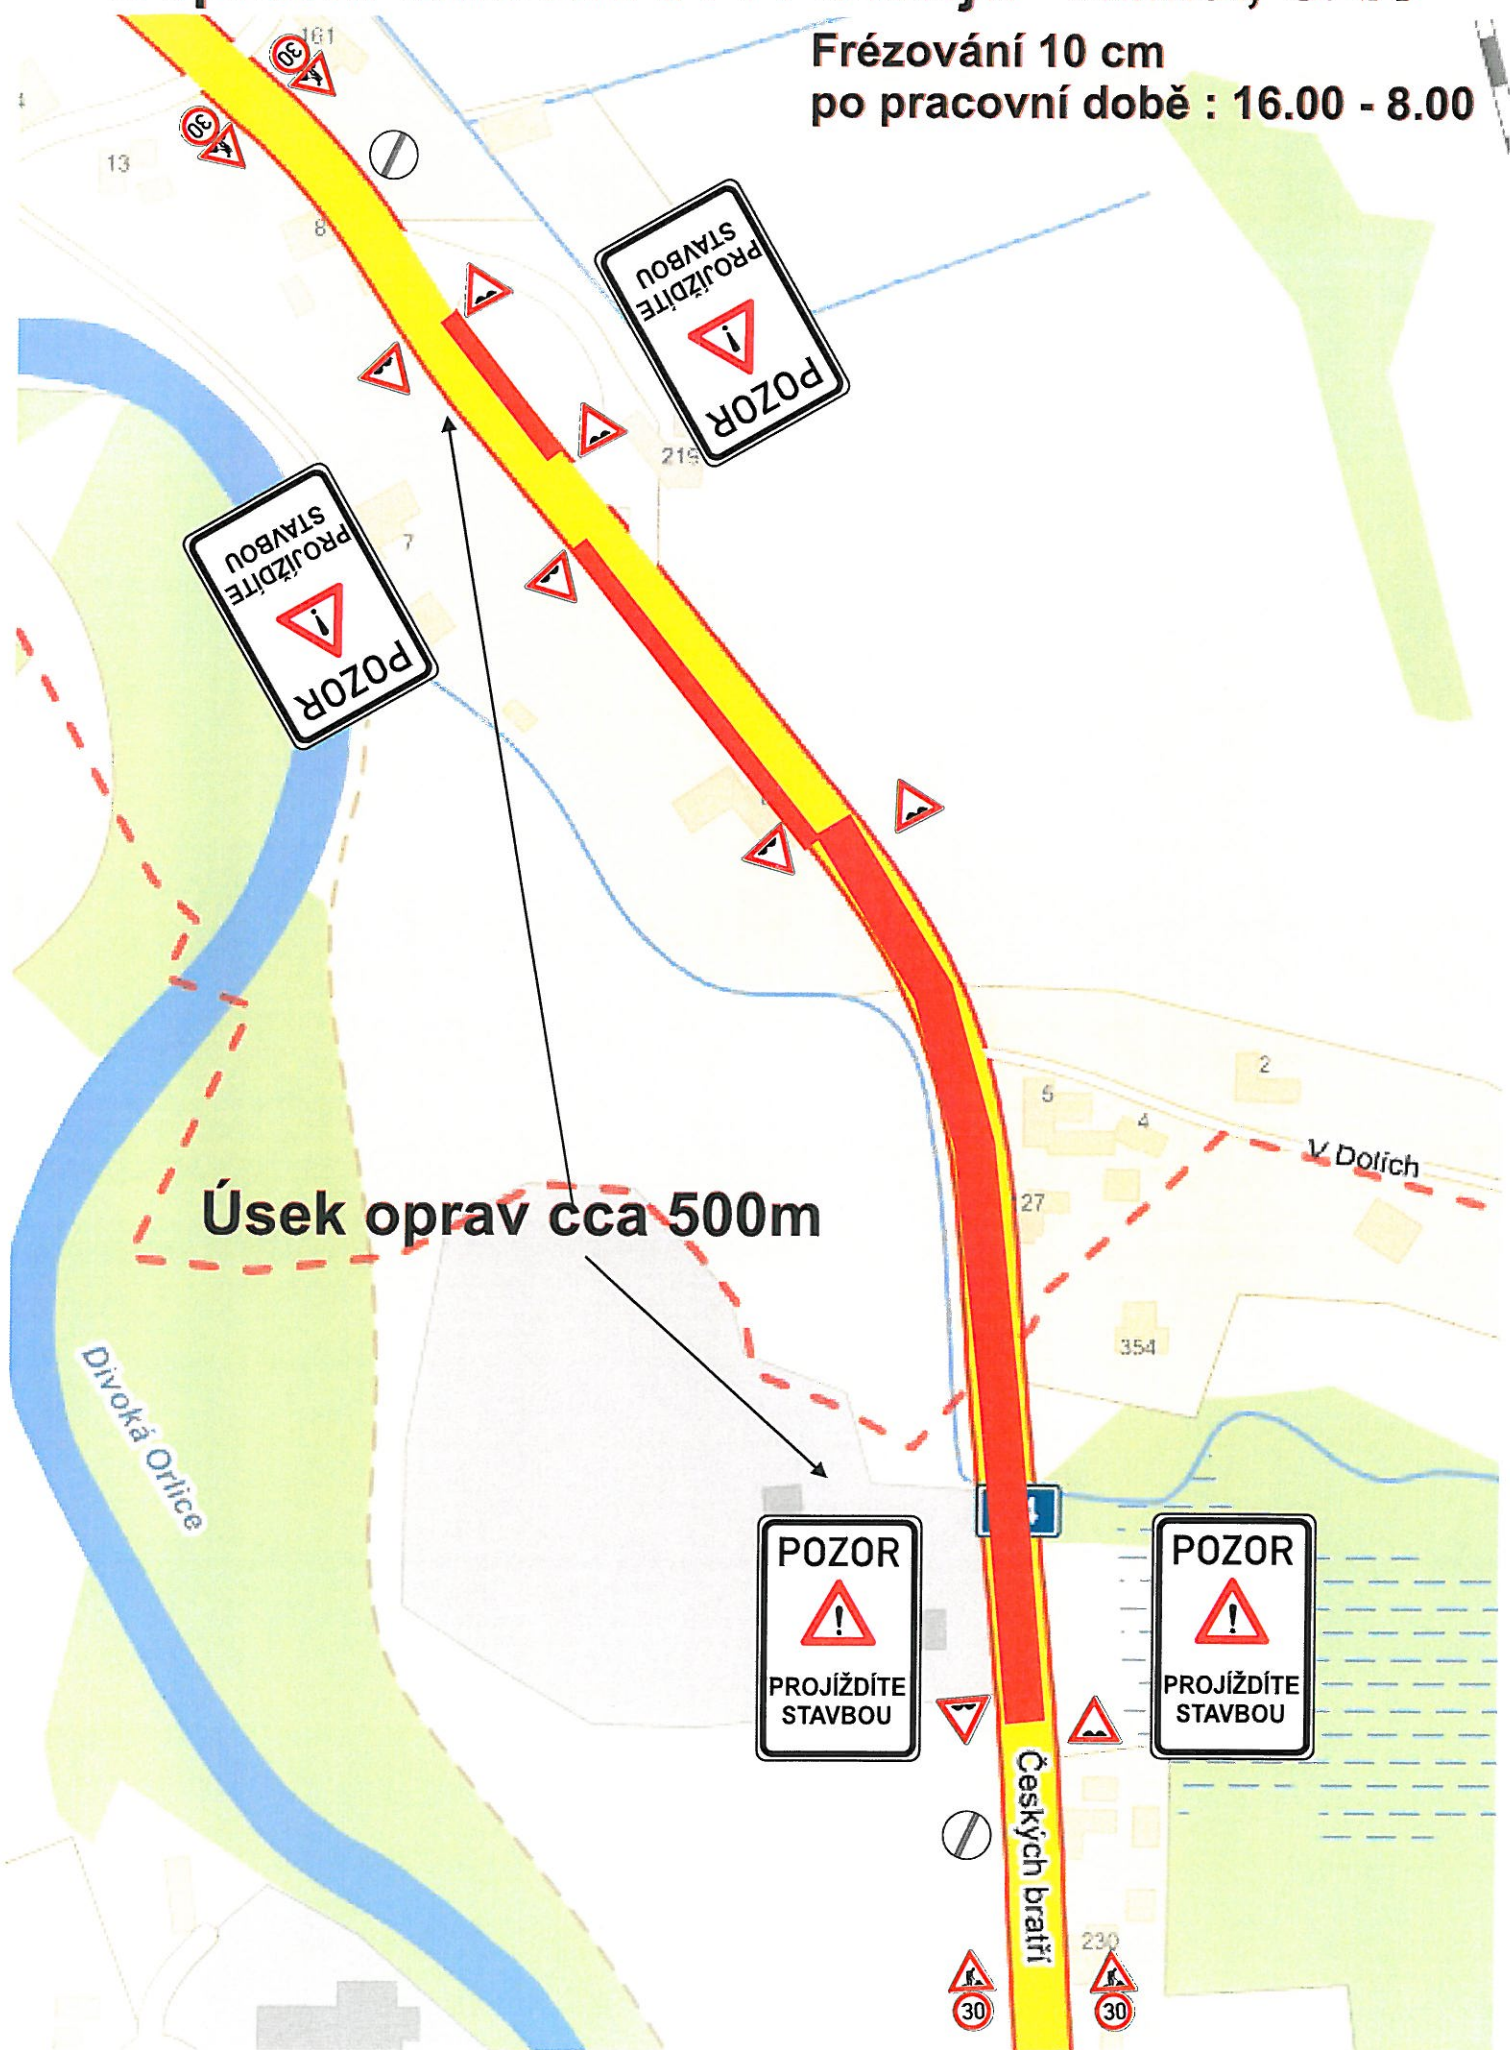 Frézování 10 cm
po pracovní době : 16.00 - 8.00
161
30
30
13
8
POZOR
!
PROJÍŽDÍTE
STAVBOU
219
7
POZOR
!
PROJÍŽDÍTE
STAVBOU
2
5
4
V Dolích
27
Úsek oprav cca 500m
354
Divoká Orlice
4
POZOR
!
PROJÍŽDÍTE
STAVBOU
POZOR
!
PROJÍŽDÍTE
STAVBOU
Českých bratří
230
30
30